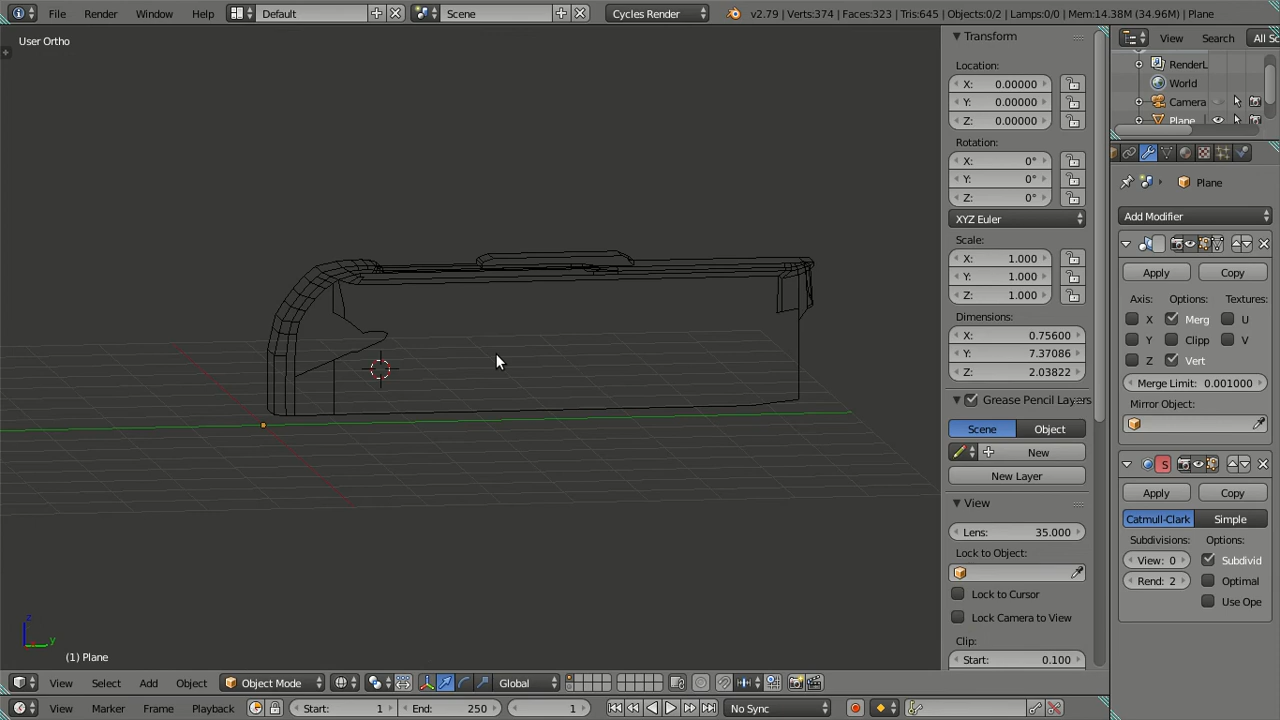 File Render Window Help Default Scene Cycles Render v2.79 | Verts:374 | Faces:323 | Tris:645 | Objects:0/2 | Lamps:0/0 | Mem:14.38M (34.96M) | Plane
User Ortho
Transform
Location:
X: 0.00000
Y: 0.00000
Z: 0.00000
Rotation:
X: 0°
Y: 0°
Z: 0°
XYZ Euler
Scale:
X: 1.000
Y: 1.000
Z: 1.000
Dimensions:
X: 0.75600
Y: 7.37086
Z: 2.03822
Grease Pencil Layers
Scene Object
New
New Layer
View
Lens: 35.000
Lock to Object:
Lock to Cursor
Lock Camera to View
Clip:
Start: 0.100
View Search All Sc
RenderL
World
Camera
Plane
Plane
Add Modifier
Apply Copy
Axis: Options: Textures:
X Merg U
Y Clipp V
Z Vert
Merge Limit: 0.001000
Mirror Object:
S
Apply Copy
Catmull-Clark Simple
Subdivisions: Options:
View: 0 Subdivid
Rend: 2 Optimal
Use Ope
z
y
(1) Plane
View Select Add Object Object Mode Global
View Marker Frame Playback Start: 1 End: 250 1 No Sync